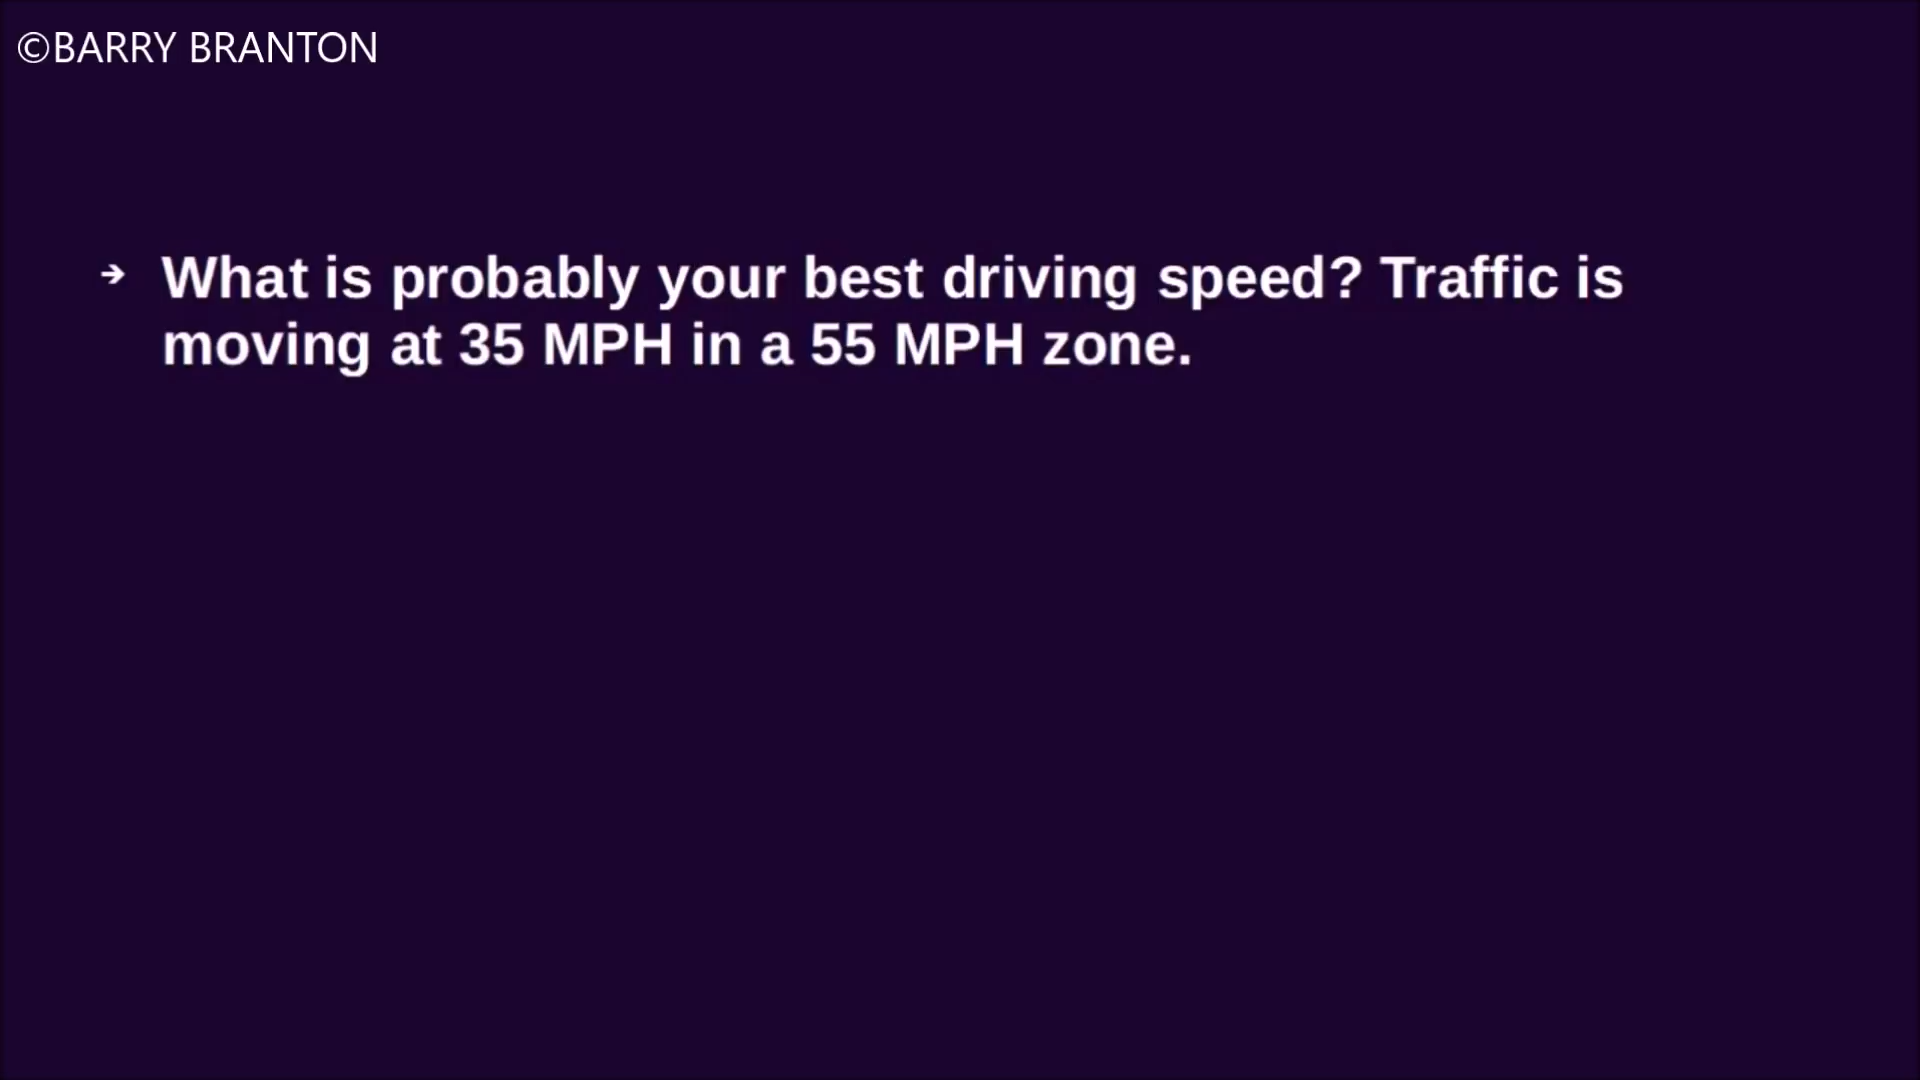 ©BARRY BRANTON
➔ What is probably your best driving speed? Traffic is
moving at 35 MPH in a 55 MPH zone.